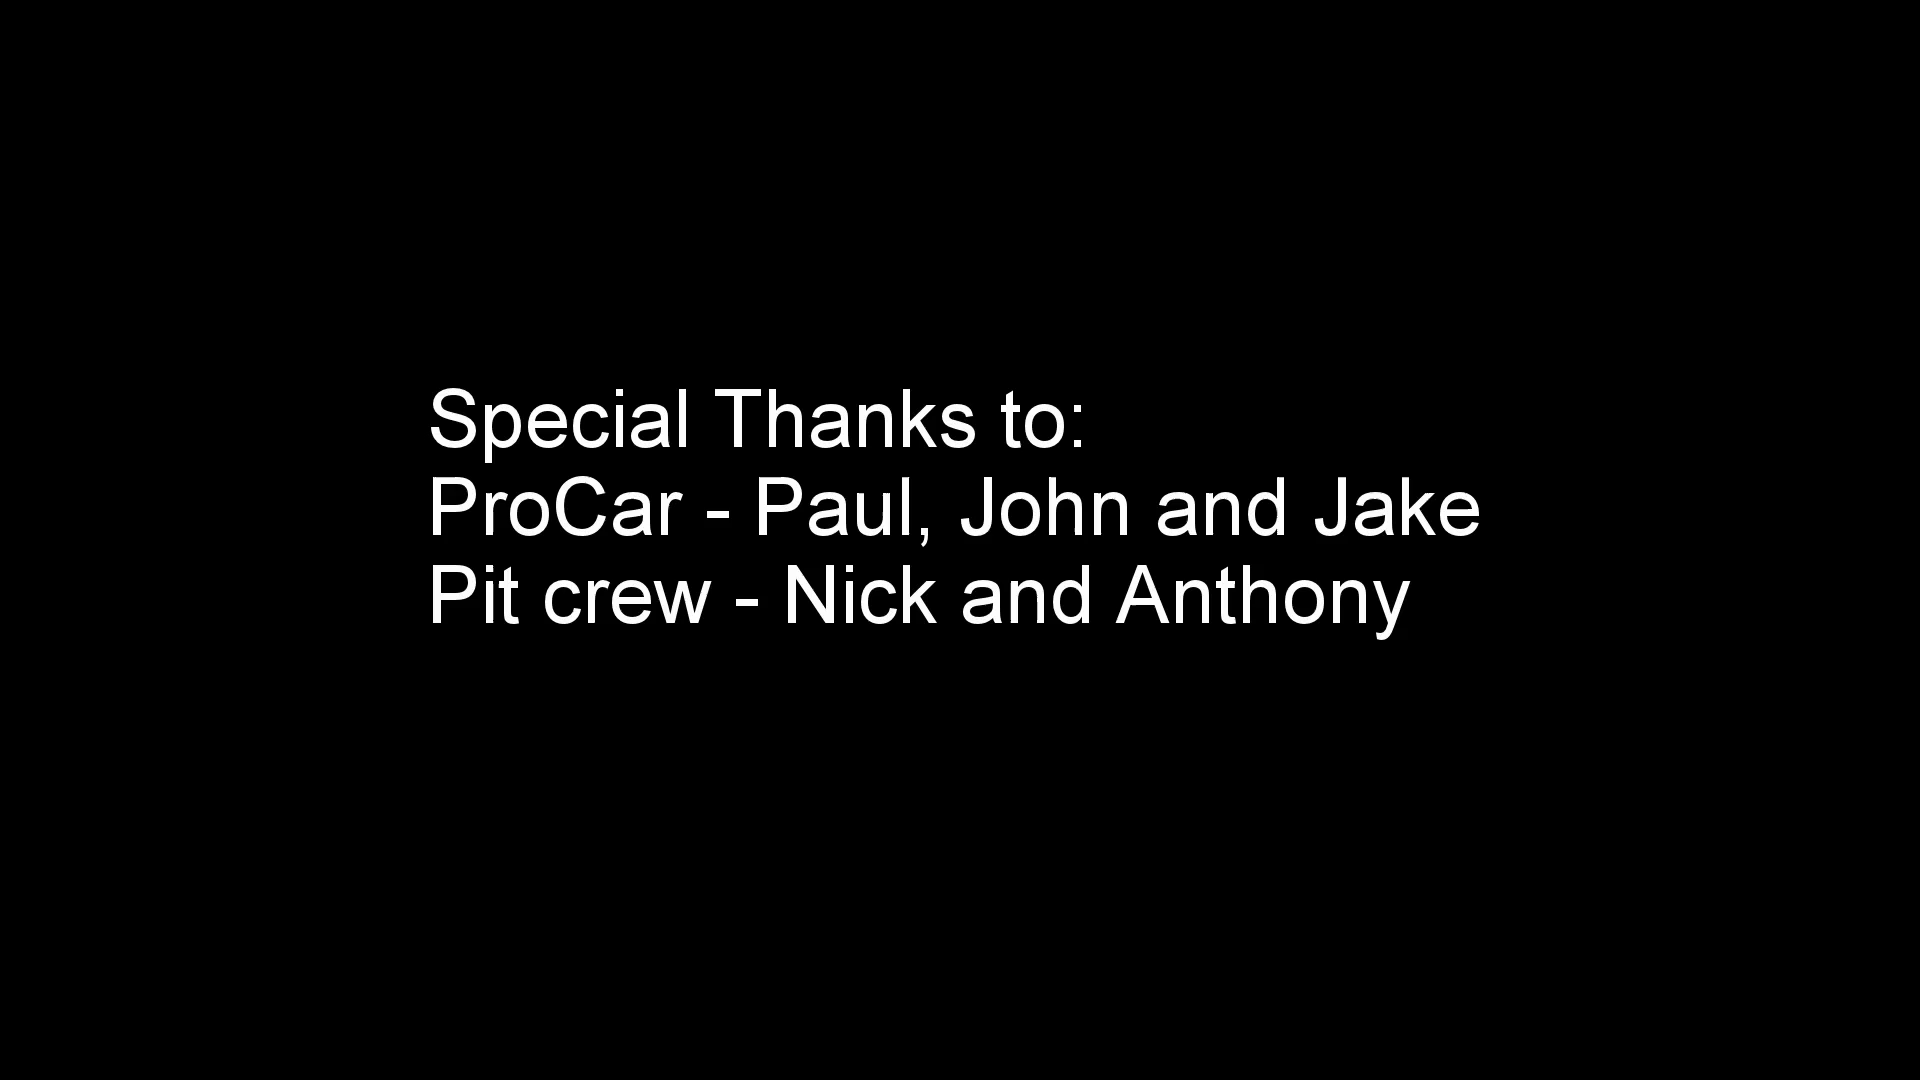 Special Thanks to:
ProCar - Paul, John and Jake
Pit crew - Nick and Anthony